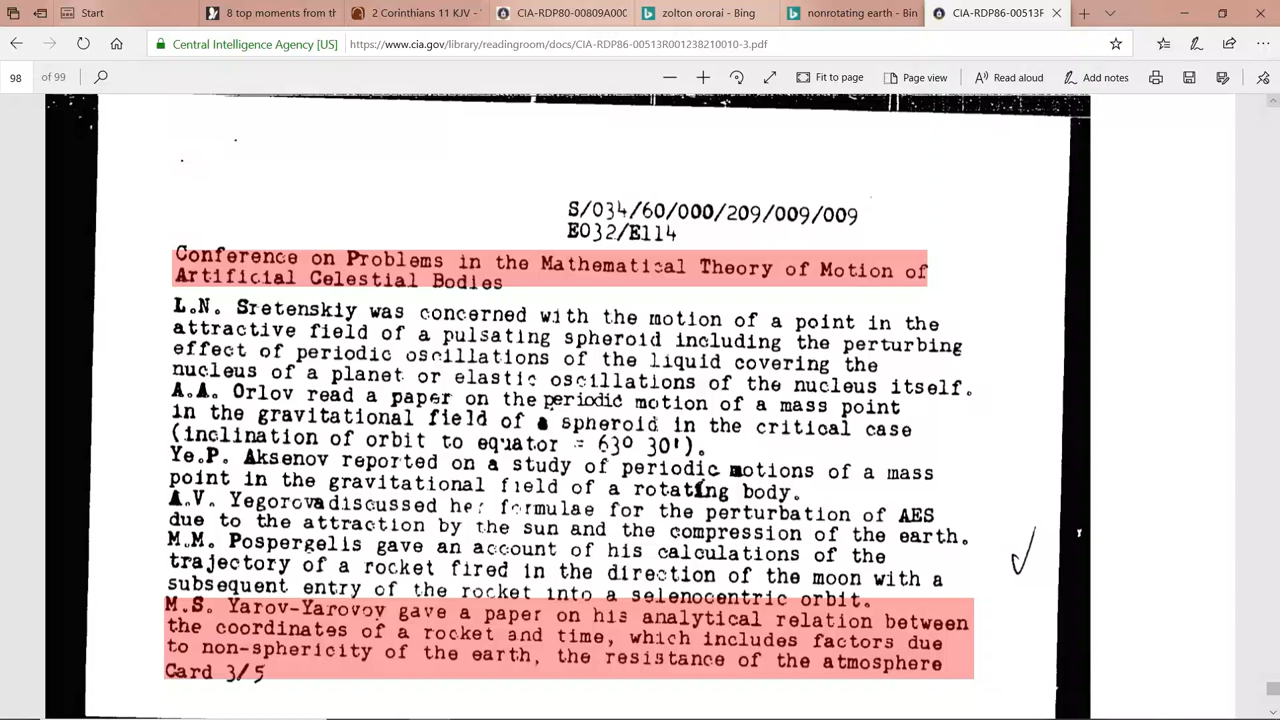 Start
8 top moments from th
2 Corinthians 11 KJV -
CIA-RDP80-00809A000
zolton ororai - Bing
nonrotating earth - Bin
CIA-RDP86-00513F
Central Intelligence Agency [US]
https://www.cia.gov/library/readingroom/docs/CIA-RDP86-00513R001238210010-3.pdf
98 of 99
Fit to page
Page view
Read aloud
Add notes
S/034/60/000/209/009/009
E032/E114
Conference on Problems in the Mathematical Theory of Motion of
Artificial Celestial Bodies
L.N. Sretenskiy was concerned with the motion of a point in the
attractive field of a pulsating spheroid including the perturbing
effect of periodic oscillations of the liquid covering the
nucleus of a planet or elastic oscillations of the nucleus itself.
A.A. Orlov read a paper on the periodic motion of a mass point
in the gravitational field of a spheroid in the critical case
(inclination of orbit to equator = 63° 30').
Ye.P. Aksenov reported on a study of periodic motions of a mass
point in the gravitational field of a rotating body.
A.V. Yegorova discussed her formulae for the perturbation of AES
due to the attraction by the sun and the compression of the earth.
M.M. Pospergelis gave an account of his calculations of the
trajectory of a rocket fired in the direction of the moon with a
subsequent entry of the rocket into a selenocentric orbit.
M.S. Yarov-Yarovoy gave a paper on his analytical relation between
the coordinates of a rocket and time, which includes factors due
to non-sphericity of the earth, the resistance of the atmosphere
Card 3/5